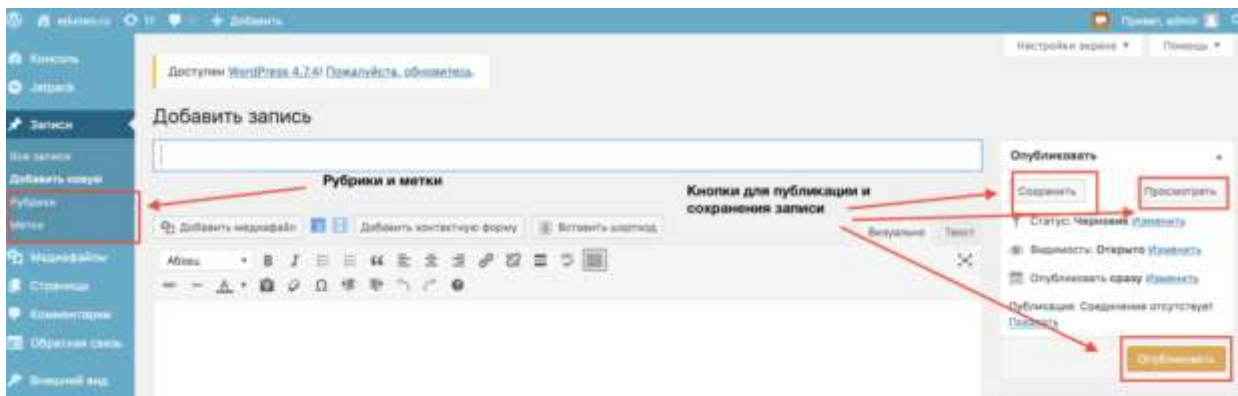 + Добавить
Привет, admin
Настройки экрана ▼ Помощь ▼
Консоль
Jetpack
Записи
Все записи
Добавить новую
Рубрики
Метки
Медиафайлы
Страницы
Комментарии
Обратная связь
Внешний вид
Доступен WordPress 4.7.4! Пожалуйста, обновитесь.
Добавить запись
Рубрики и метки
Кнопки для публикации и
сохранения записи
Добавить медиафайл Добавить контактную форму Вставить шорткод
Визуально Текст
Абзац
Опубликовать
Сохранить Просмотреть
Статус: Черновик Изменить
Видимость: Открыто Изменить
Опубликовать сразу Изменить
Публикация: Соединение отсутствует
Показать
Опубликовать